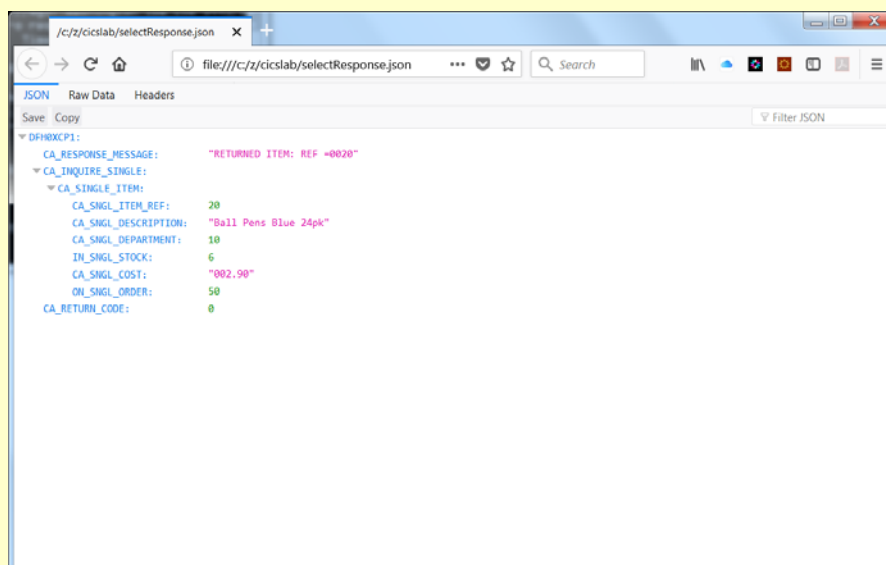 /c:/z/cicslab/selectResponse.json
file:///c:/z/cicslab/selectResponse.json
Search
JSON Raw Data Headers
Save Copy
Filter JSON
DFH0XCP1:
CA_RESPONSE_MESSAGE: "RETURNED ITEM: REF =0020"
CA_INQUIRE_SINGLE:
CA_SINGLE_ITEM:
CA_SNGL_ITEM_REF: 20
CA_SNGL_DESCRIPTION: "Ball Pens Blue 24pk"
CA_SNGL_DEPARTMENT: 10
IN_SNGL_STOCK: 6
CA_SNGL_COST: "002.90"
ON_SNGL_ORDER: 50
CA_RETURN_CODE: 0